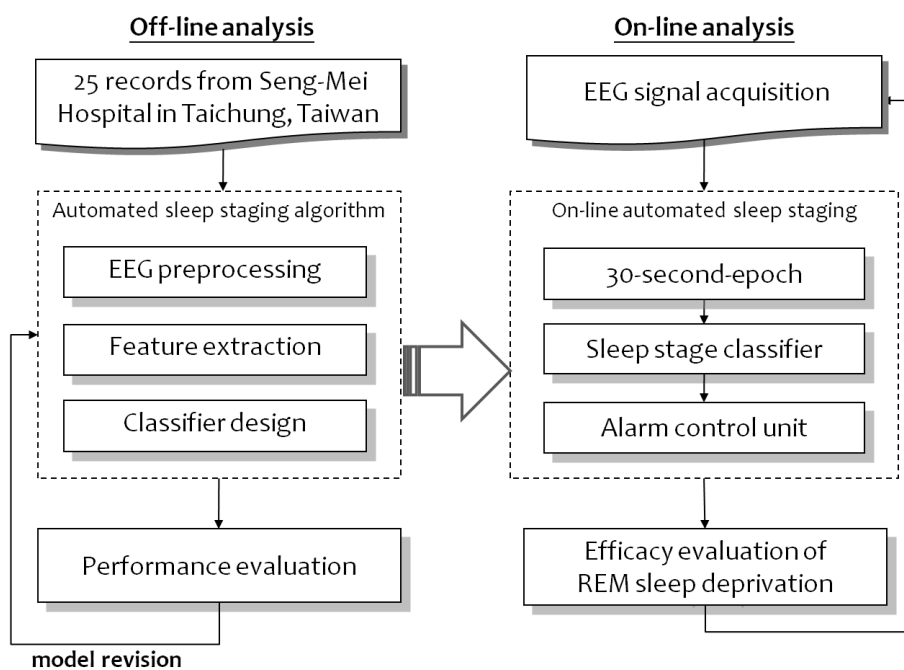 Off-line analysis
25 records from Seng-Mei
Hospital in Taichung, Taiwan
Automated sleep staging algorithm
EEG preprocessing
Feature extraction
Classifier design
Performance evaluation
model revision
On-line analysis
EEG signal acquisition
On-line automated sleep staging
30-second-epoch
Sleep stage classifier
Alarm control unit
Efficacy evaluation of
REM sleep deprivation